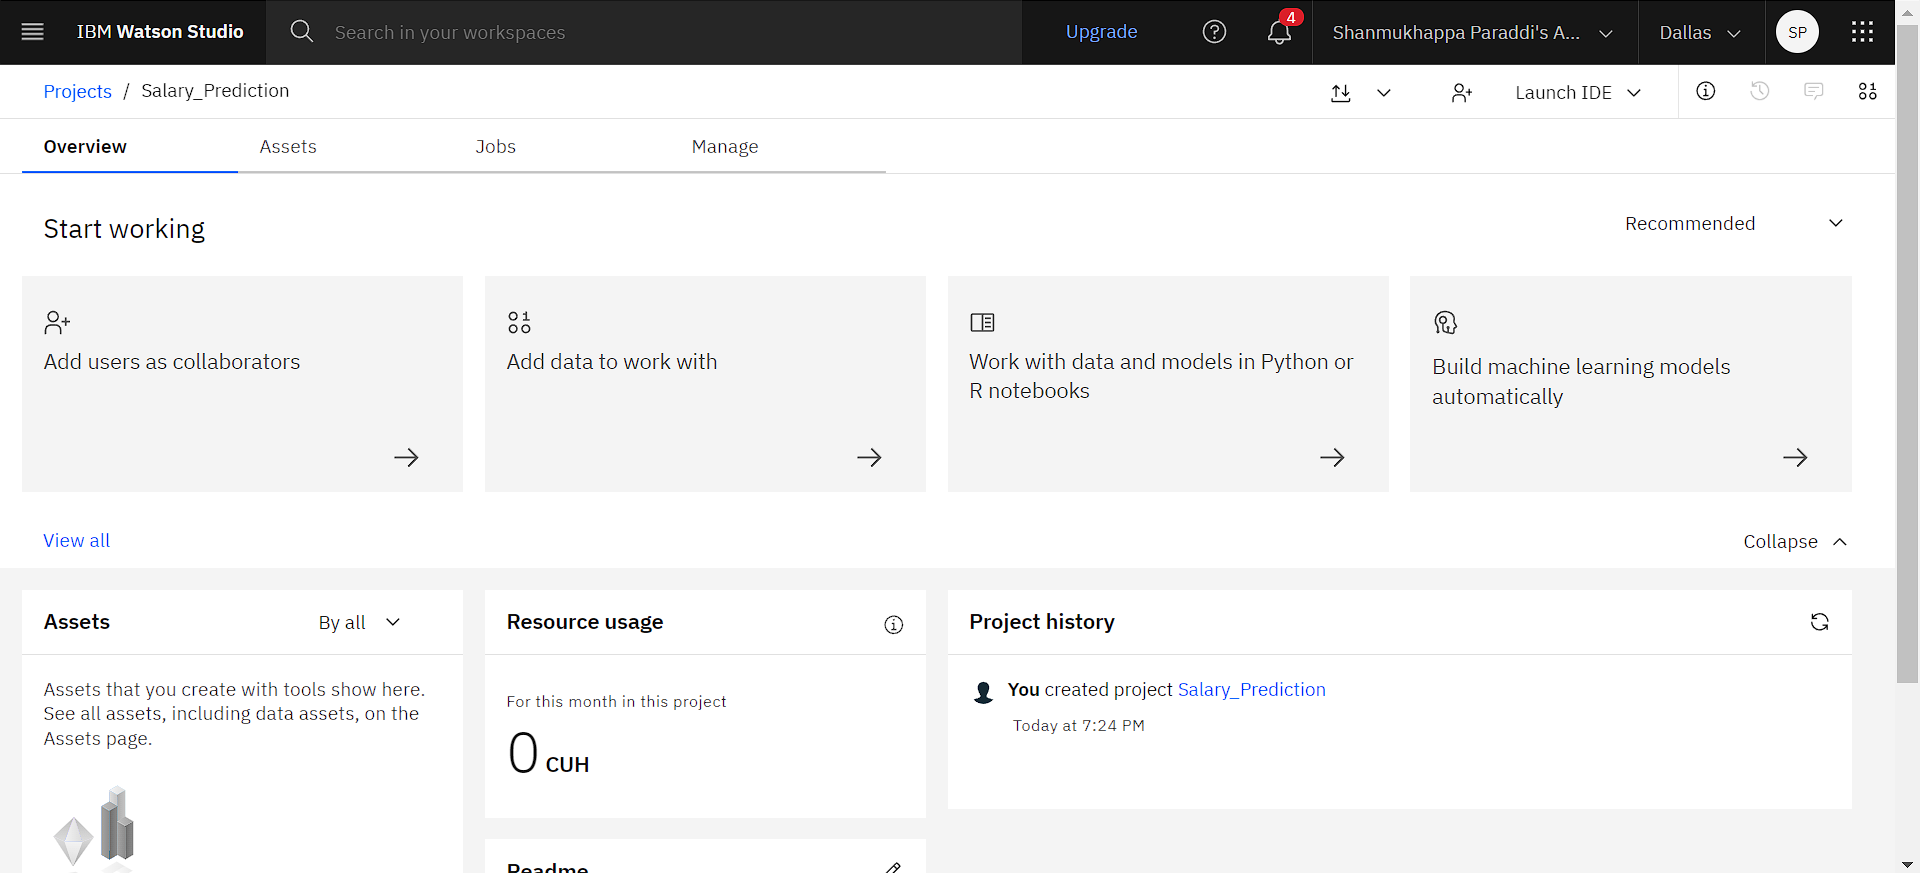 IBM Watson Studio
Search in your workspaces
Upgrade
4
Shanmukhappa Paraddi's A...
Dallas
SP
Projects / Salary_Prediction
Launch IDE
Overview
Assets
Jobs
Manage
Start working
Recommended
Add users as collaborators
Add data to work with
Work with data and models in Python or
R notebooks
Build machine learning models
automatically
View all
Collapse
Assets
By all
Assets that you create with tools show here.
See all assets, including data assets, on the
Assets page.
Resource usage
For this month in this project
0 CUH
Readme
Project history
You created project Salary_Prediction
Today at 7:24 PM